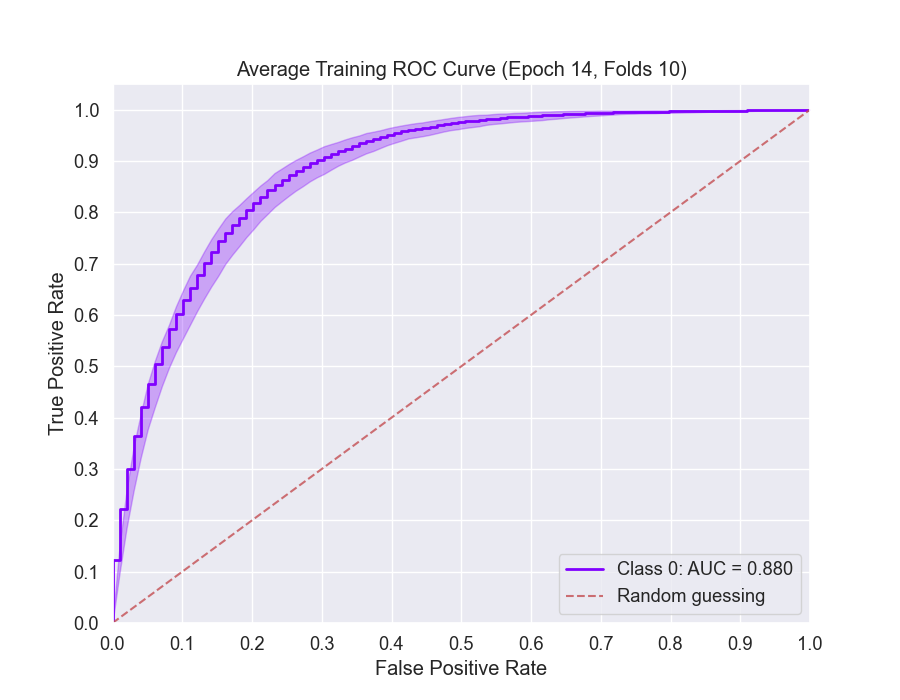 Average Training ROC Curve (Epoch 14, Folds 10)
True Positive Rate
1.0
0.9
0.8
0.7
0.6
0.5
0.4
0.3
0.2
0.1
0.0
Class 0: AUC = 0.880
Random guessing
0.0 0.1 0.2 0.3 0.4 0.5 0.6 0.7 0.8 0.9 1.0
False Positive Rate